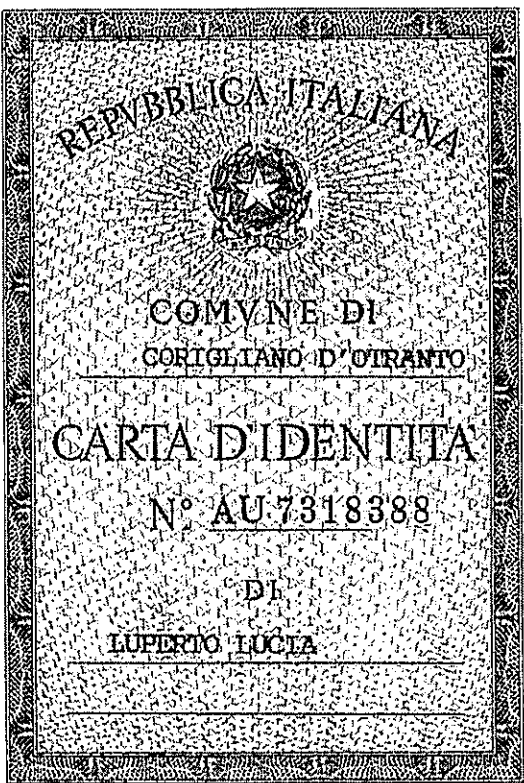 REPVBBLICA ITALIANA
COMVNE DI
CORIGLIANO D'OTRANTO
CARTA D'IDENTITA'
N° AU 7318388
DI
LUPERTO LUCIA